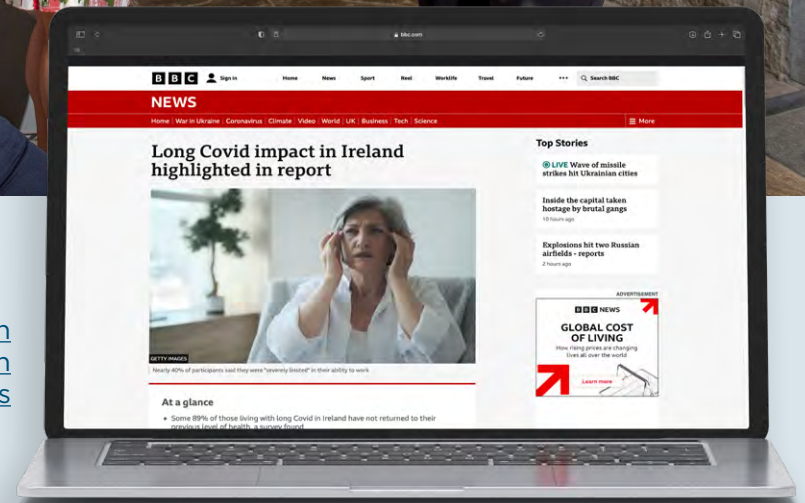 bbc.com
BBC Sign in Home News Sport Reel Worklife Travel Future ••• Search BBC
NEWS
Home | War in Ukraine | Coronavirus | Climate | Video | World | UK | Business | Tech | Science More
Long Covid impact in Ireland
highlighted in report
GETTY IMAGES
Nearly 40% of participants said they were "severely limited" in their ability to work
At a glance
• Some 89% of those living with long Covid in Ireland have not returned to their
previous level of health, a survey found
Top Stories
LIVE Wave of missile
strikes hit Ukrainian cities
Inside the capital taken
hostage by brutal gangs
10 hours ago
Explosions hit two Russian
airfields - reports
2 hours ago
ADVERTISEMENT
BBC NEWS
GLOBAL COST
OF LIVING
How rising prices are changing
lives all over the world
Learn more
n
n
s